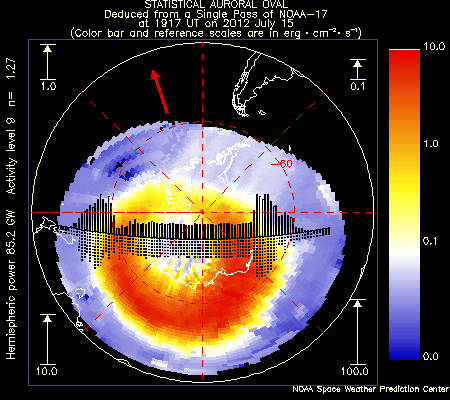 STATISTICAL AURORAL OVAL
Deduced from a Single Pass of NOAA-17
at 1917 UT on 2012 July 15
(Color bar and reference scales are in erg · cm⁻² · s⁻¹)
1.0
0.1
10.0
1.0
0.1
0.0
-60
Hemispheric power 85.2 GW Activity level 9 n= 1.27
10.0
100.0
NOAA Space Weather Prediction Center